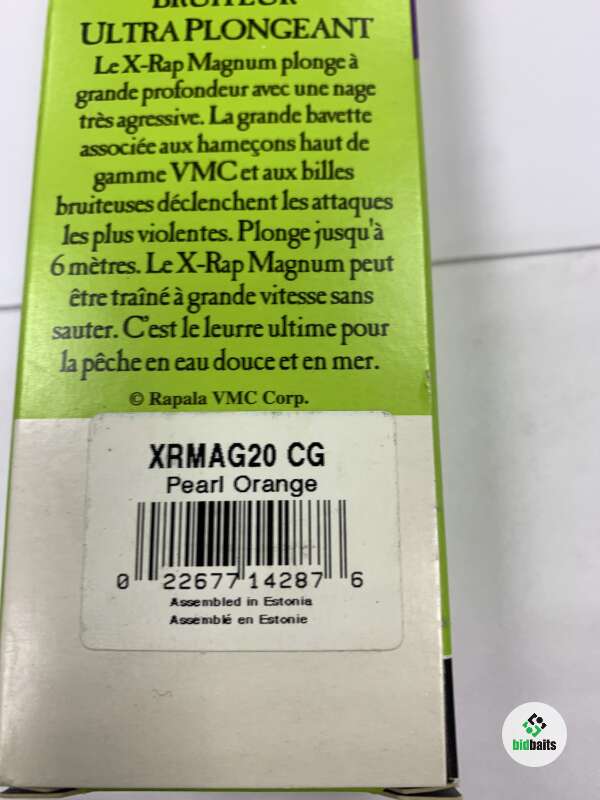 BRUITEUR
ULTRA PLONGEANT
Le X-Rap Magnum plonge à
grande profondeur avec une nage
très agressive. La grande bavette
associée aux hameçons haut de
gamme VMC et aux billes
bruiteuses déclenchent les attaques
les plus violentes. Plonge jusqu'à
6 mètres. Le X-Rap Magnum peut
être traîné à grande vitesse sans
sauter. C'est le leurre ultime pour
la pêche en eau douce et en mer.
© Rapala VMC Corp.
XRMAG20 CG
Pearl Orange
0 22677 14287 6
Assembled in Estonia
Assemblé en Estonie
bidbaits